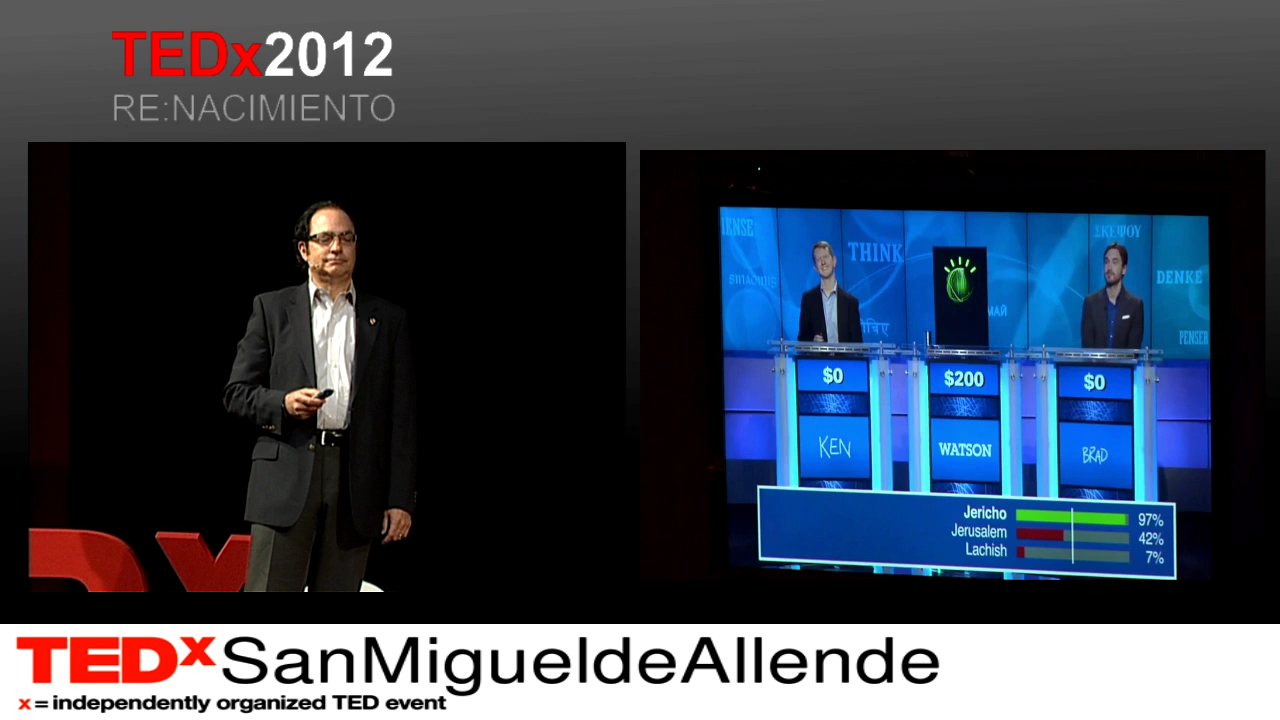 TEDx2012
RE:NACIMIENTO
THINK
ΣΚΕΨΟΥ
DENKE
PENSER
$0
$200
$0
KEN
WATSON
BRAD
Jericho 97%
Jerusalem 42%
Lachish 7%
TEDxSanMigueldeAllende
x = independently organized TED event